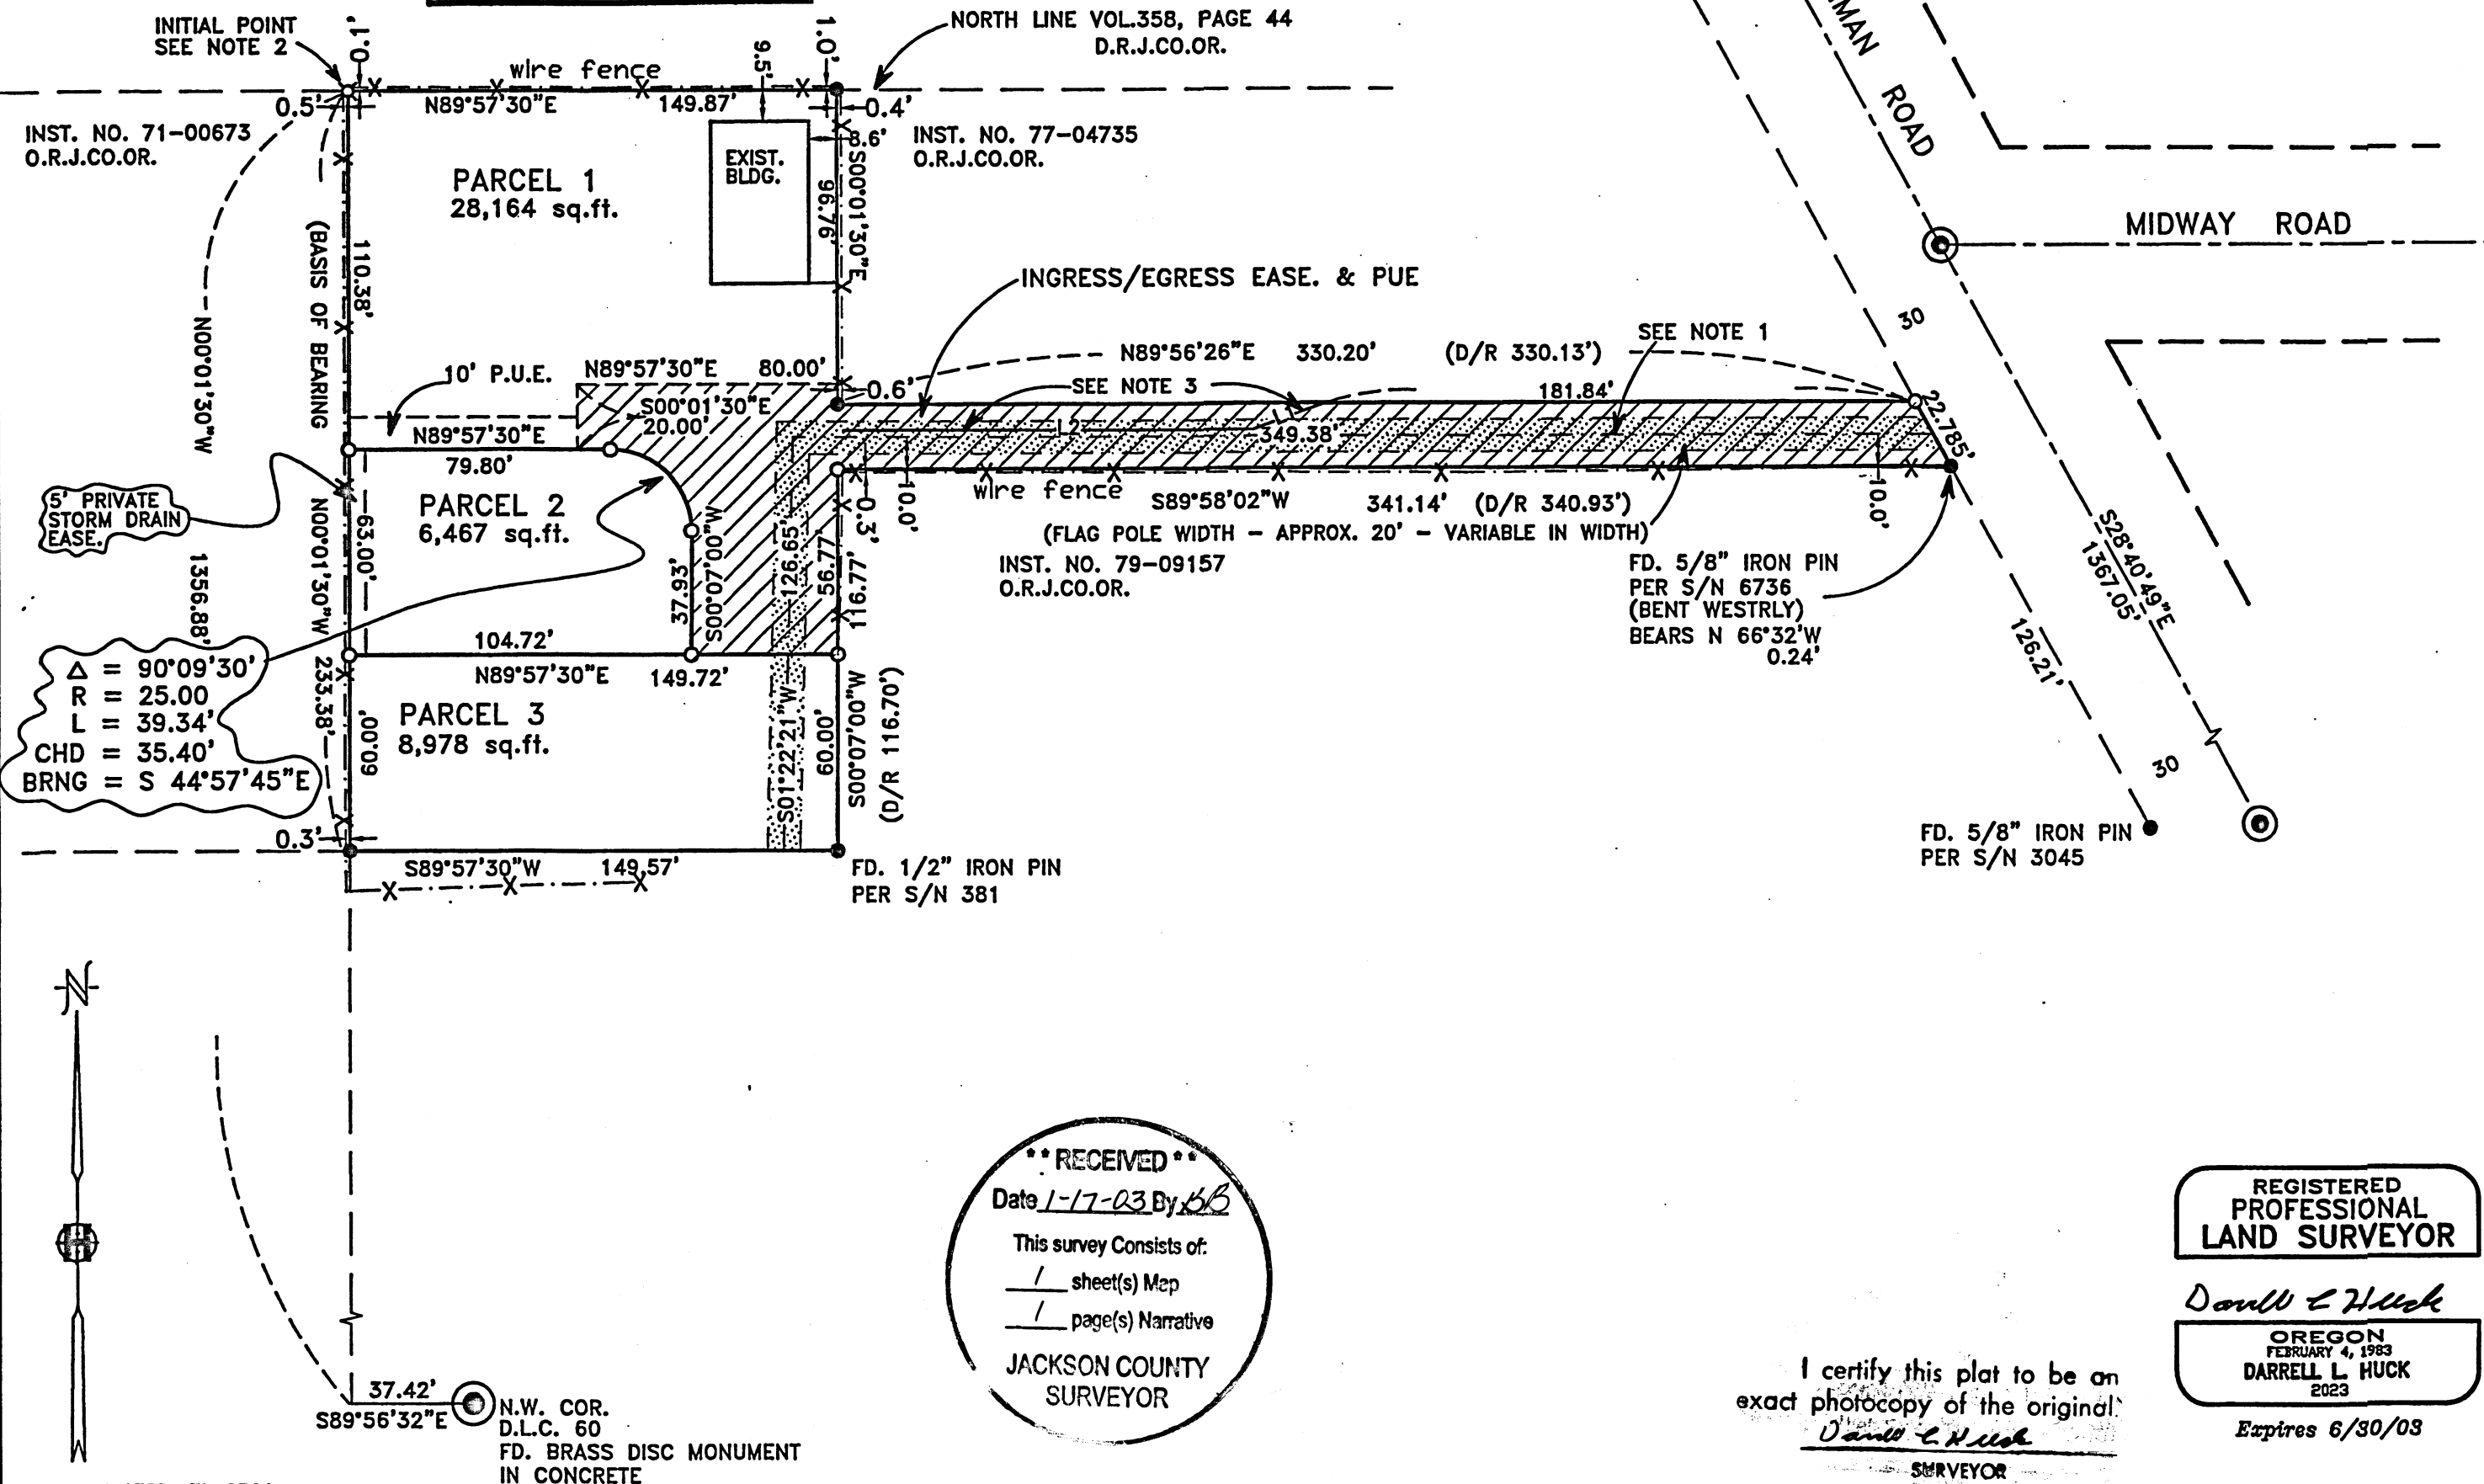 INITIAL POINT
SEE NOTE 2
0.1'
wire fence
9.5'
1.0'
NORTH LINE VOL.358, PAGE 44
D.R.J.CO.OR.
MAN ROAD
0.5'
N89°57'30"E 149.87'
0.4'
INST. NO. 71-00673
O.R.J.CO.OR.
INST. NO. 77-04735
O.R.J.CO.OR.
8.6'
EXIST.
BLDG.
PARCEL 1
28,164 sq.ft.
96.76'
S00°01'30"E
MIDWAY ROAD
110.38'
(BASIS OF BEARING
N00°01'30"W
INGRESS/EGRESS EASE. & PUE
30
SEE NOTE 1
N89°56'26"E 330.20' (D/R 330.13')
10' P.U.E.
N89°57'30"E 80.00'
0.6'
SEE NOTE 3
181.84'
S00°01'30"E
20.00'
L1
L2
349.38'
22.785'
N89°57'30"E
79.80'
10.0'
10.0'
0.3'
wire fence
S89°58'02"W 341.14' (D/R 340.93')
(FLAG POLE WIDTH - APPROX. 20' - VARIABLE IN WIDTH)
5' PRIVATE
STORM DRAIN
EASE.
PARCEL 2
6,467 sq.ft.
63.00'
N00°01'30"W
37.93'
S00°07'00"W
126.65'
56.77'
116.77'
INST. NO. 79-09157
O.R.J.CO.OR.
FD. 5/8" IRON PIN
PER S/N 6736
(BENT WESTRLY)
BEARS N 66°32'W
0.24'
S28°40'49"E
1367.05'
126.21'
1356.88'
104.72'
N89°57'30"E 149.72'
Δ = 90°09'30'
R = 25.00
L = 39.34'
CHD = 35.40'
BRNG = S 44°57'45"E
233.38'
60.00'
PARCEL 3
8,978 sq.ft.
S01°22'21"W
60.00'
S00°07'00"W
(D/R 116.70')
30
0.3'
S89°57'30"W 149.57'
FD. 1/2" IRON PIN
PER S/N 381
FD. 5/8" IRON PIN
PER S/N 3045
N
**RECEIVED**
Date 1-17-03 By BB
This survey Consists of:
1 sheet(s) Map
1 page(s) Narrative
JACKSON COUNTY
SURVEYOR
REGISTERED
PROFESSIONAL
LAND SURVEYOR
Darrell L Huck
OREGON
FEBRUARY 4, 1983
DARRELL L. HUCK
2023
Expires 6/30/03
I certify this plat to be an
exact photocopy of the original.
Darrell L Huck
SURVEYOR
37.42'
S89°56'32"E
N.W. COR.
D.L.C. 60
FD. BRASS DISC MONUMENT
IN CONCRETE